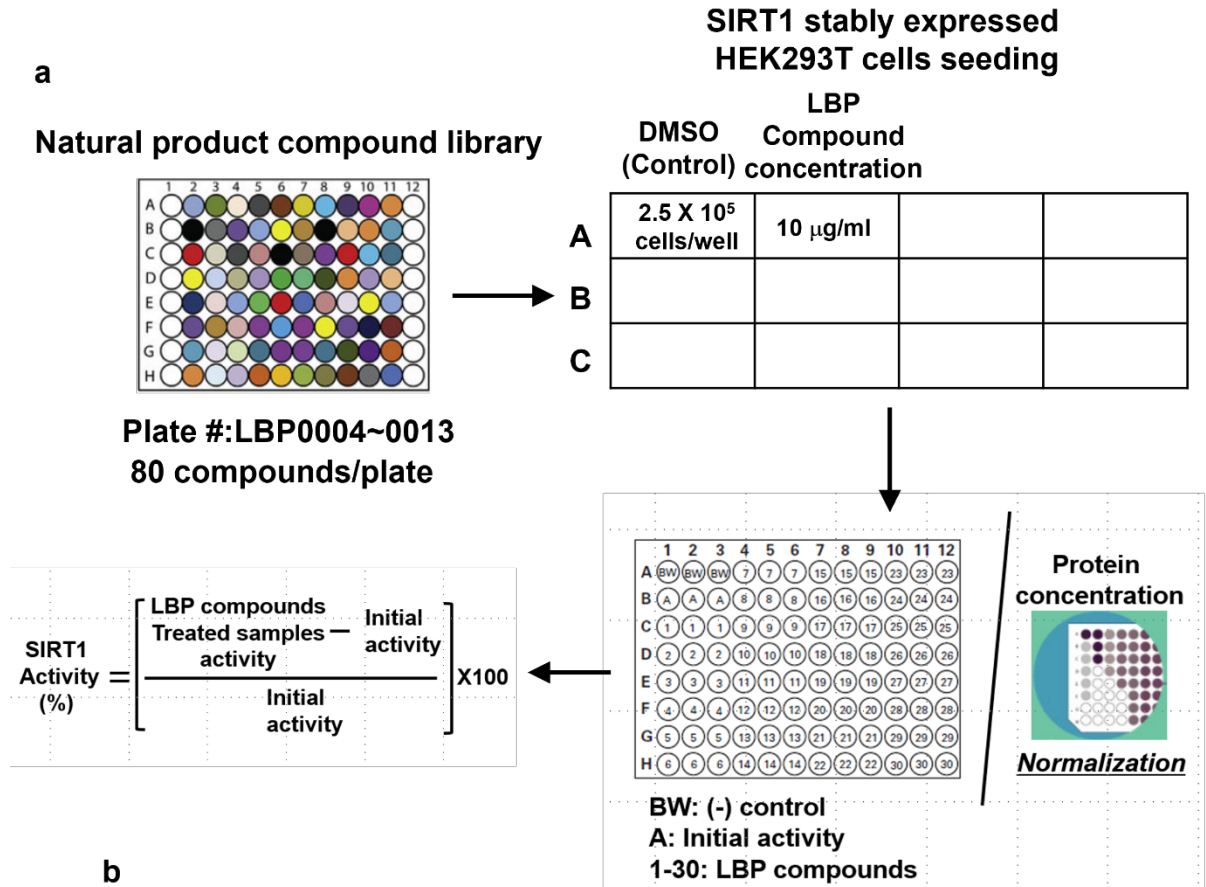 a
Natural product compound library
1 2 3 4 5 6 7 8 9 10 11 12
A
B
C
D
E
F
G
H
Plate #:LBP0004~0013
80 compounds/plate
SIRT1 stably expressed
HEK293T cells seeding
DMSO
(Control)
LBP
Compound
concentration
A
2.5 X 10⁵
cells/well
10 μg/ml
B
C
1 2 3 4 5 6 7 8 9 10 11 12
A BW BW BW 7 7 7 15 15 15 23 23 23
B A A A 8 8 8 16 16 16 24 24 24
C 1 1 1 9 9 9 17 17 17 25 25 25
D 2 2 2 10 10 10 18 18 18 26 26 26
E 3 3 3 11 11 11 19 19 19 27 27 27
F 4 4 4 12 12 12 20 20 20 28 28 28
G 5 5 5 13 13 13 21 21 21 29 29 29
H 6 6 6 14 14 14 22 22 22 30 30 30
BW: (-) control
A: Initial activity
1-30: LBP compounds
Protein
concentration
Normalization
SIRT1
Activity
(%)
=
LBP compounds
Treated samples
activity
−
Initial
activity
Initial
activity
X100
b